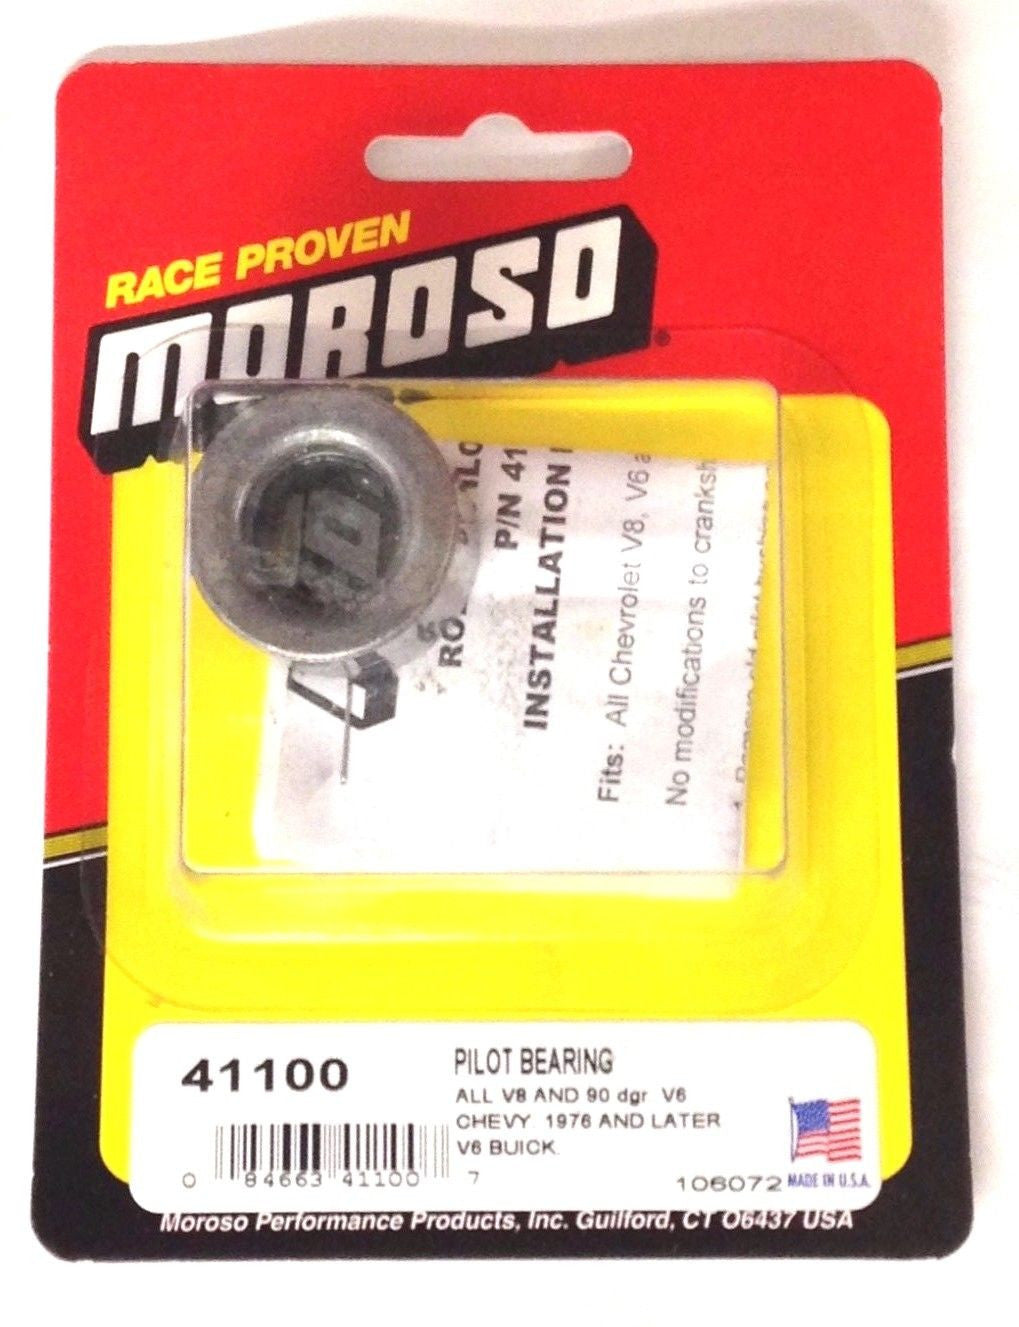 RACE PROVEN
MOROSO®
P/N 41
INSTALLATION
Fits: All Chevrolet V8, V6
No modifications to cranksh
41100
PILOT BEARING
ALL V8 AND 90 dgr V6
CHEVY. 1976 AND LATER
V6 BUICK.
0 84663 41100 7
106072
MADE IN U.S.A.
Moroso Performance Products, Inc. Guilford, CT 06437 USA